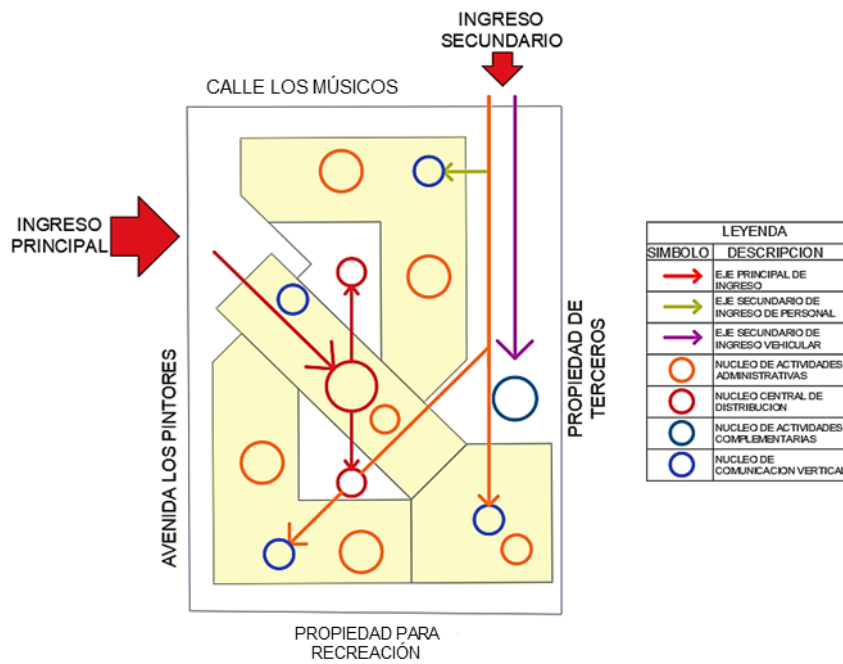 INGRESO
SECUNDARIO
CALLE LOS MÚSICOS
INGRESO
PRINCIPAL
AVENIDA LOS PINTORES
PROPIEDAD DE
TERCEROS
PROPIEDAD PARA
RECREACIÓN
LEYENDA
SIMBOLO DESCRIPCION
EJE PRINCIPAL DE
INGRESO
EJE SECUNDARIO DE
INGRESO DE PERSONAL
EJE SECUNDARIO DE
INGRESO VEHICULAR
NUCLEO DE ACTIVIDADES
ADMINISTRATIVAS
NUCLEO CENTRAL DE
DISTRIBUCION
NUCLEO DE ACTIVIDADES
COMPLEMENTARIAS
NUCLEO DE
COMUNICACION VERTICAL